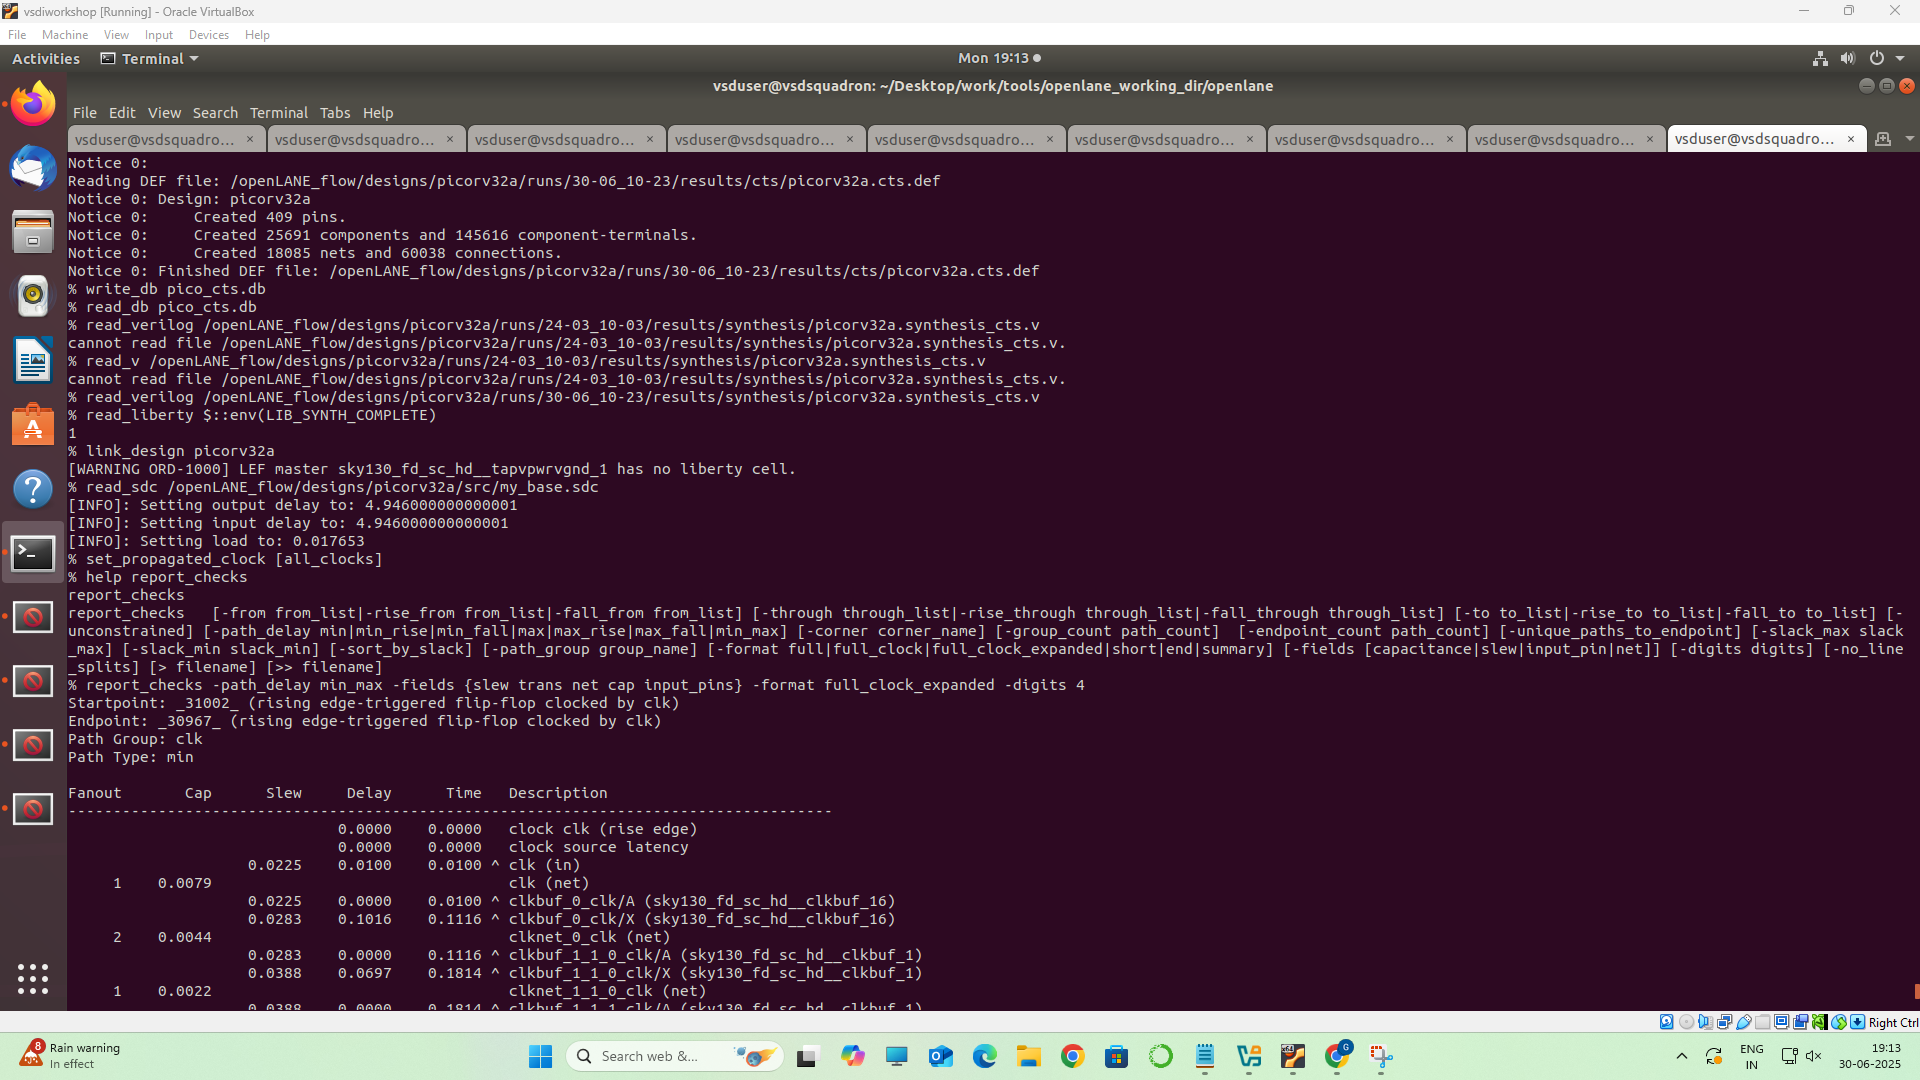 vsdiworkshop [Running] - Oracle VirtualBox
File Machine View Input Devices Help
Activities Terminal Mon 19:13
vsduser@vsdsquadron: ~/Desktop/work/tools/openlane_working_dir/openlane
File Edit View Search Terminal Tabs Help
vsduser@vsdsquadro... × vsduser@vsdsquadro... × vsduser@vsdsquadro... × vsduser@vsdsquadro... × vsduser@vsdsquadro... × vsduser@vsdsquadro... × vsduser@vsdsquadro... × vsduser@vsdsquadro... × vsduser@vsdsquadro... ×
Notice 0:
Reading DEF file: /openLANE_flow/designs/picorv32a/runs/30-06_10-23/results/cts/picorv32a.cts.def
Notice 0: Design: picorv32a
Notice 0:     Created 409 pins.
Notice 0:     Created 25691 components and 145616 component-terminals.
Notice 0:     Created 18085 nets and 60038 connections.
Notice 0: Finished DEF file: /openLANE_flow/designs/picorv32a/runs/30-06_10-23/results/cts/picorv32a.cts.def
% write_db pico_cts.db
% read_db pico_cts.db
% read_verilog /openLANE_flow/designs/picorv32a/runs/24-03_10-03/results/synthesis/picorv32a.synthesis_cts.v
cannot read file /openLANE_flow/designs/picorv32a/runs/24-03_10-03/results/synthesis/picorv32a.synthesis_cts.v.
% read_v /openLANE_flow/designs/picorv32a/runs/24-03_10-03/results/synthesis/picorv32a.synthesis_cts.v
cannot read file /openLANE_flow/designs/picorv32a/runs/24-03_10-03/results/synthesis/picorv32a.synthesis_cts.v.
% read_verilog /openLANE_flow/designs/picorv32a/runs/30-06_10-23/results/synthesis/picorv32a.synthesis_cts.v
% read_liberty $::env(LIB_SYNTH_COMPLETE)
1
% link_design picorv32a
[WARNING ORD-1000] LEF master sky130_fd_sc_hd__tapvpwrvgnd_1 has no liberty cell.
% read_sdc /openLANE_flow/designs/picorv32a/src/my_base.sdc
[INFO]: Setting output delay to: 4.946000000000001
[INFO]: Setting input delay to: 4.946000000000001
[INFO]: Setting load to: 0.017653
% set_propagated_clock [all_clocks]
% help report_checks
report_checks
report_checks   [-from from_list|-rise_from from_list|-fall_from from_list] [-through through_list|-rise_through through_list|-fall_through through_list] [-to to_list|-rise_to to_list|-fall_to to_list] [-
unconstrained] [-path_delay min|min_rise|min_fall|max|max_rise|max_fall|min_max] [-corner corner_name] [-group_count path_count]  [-endpoint_count path_count] [-unique_paths_to_endpoint] [-slack_max slack
_max] [-slack_min slack_min] [-sort_by_slack] [-path_group group_name] [-format full|full_clock|full_clock_expanded|short|end|summary] [-fields [capacitance|slew|input_pin|net]] [-digits digits] [-no_line
_splits] [> filename] [>> filename]
% report_checks -path_delay min_max -fields {slew trans net cap input_pins} -format full_clock_expanded -digits 4
Startpoint: _31002_ (rising edge-triggered flip-flop clocked by clk)
Endpoint: _30967_ (rising edge-triggered flip-flop clocked by clk)
Path Group: clk
Path Type: min
Fanout       Cap      Slew     Delay      Time   Description
-------------------------------------------------------------------------------------
0.0000    0.0000   clock clk (rise edge)
0.0000    0.0000   clock source latency
0.0225    0.0100    0.0100 ^ clk (in)
1    0.0079                                 clk (net)
0.0225    0.0000    0.0100 ^ clkbuf_0_clk/A (sky130_fd_sc_hd__clkbuf_16)
0.0283    0.1016    0.1116 ^ clkbuf_0_clk/X (sky130_fd_sc_hd__clkbuf_16)
2    0.0044                                 clknet_0_clk (net)
0.0283    0.0000    0.1116 ^ clkbuf_1_1_0_clk/A (sky130_fd_sc_hd__clkbuf_1)
0.0388    0.0697    0.1814 ^ clkbuf_1_1_0_clk/X (sky130_fd_sc_hd__clkbuf_1)
1    0.0022                                 clknet_1_1_0_clk (net)
0.0388    0.0000    0.1814 ^ clkbuf_1_1_1_clk/A (sky130_fd_sc_hd__clkbuf_1)
Right Ctrl
Rain warning
In effect
8
Search web &...
ENG
IN
19:13
30-06-2025